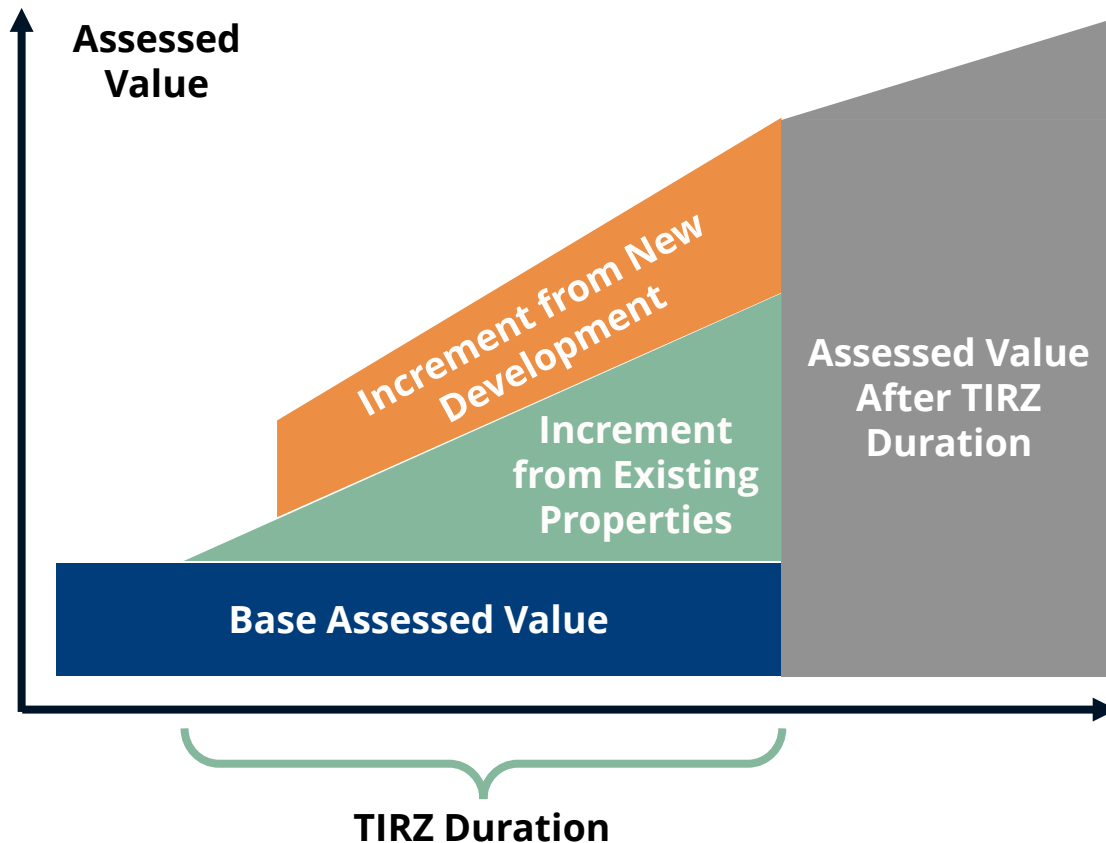 Assessed
Value
Increment from New
Development
Increment
from Existing
Properties
Assessed Value
After TIRZ
Duration
Base Assessed Value
TIRZ Duration